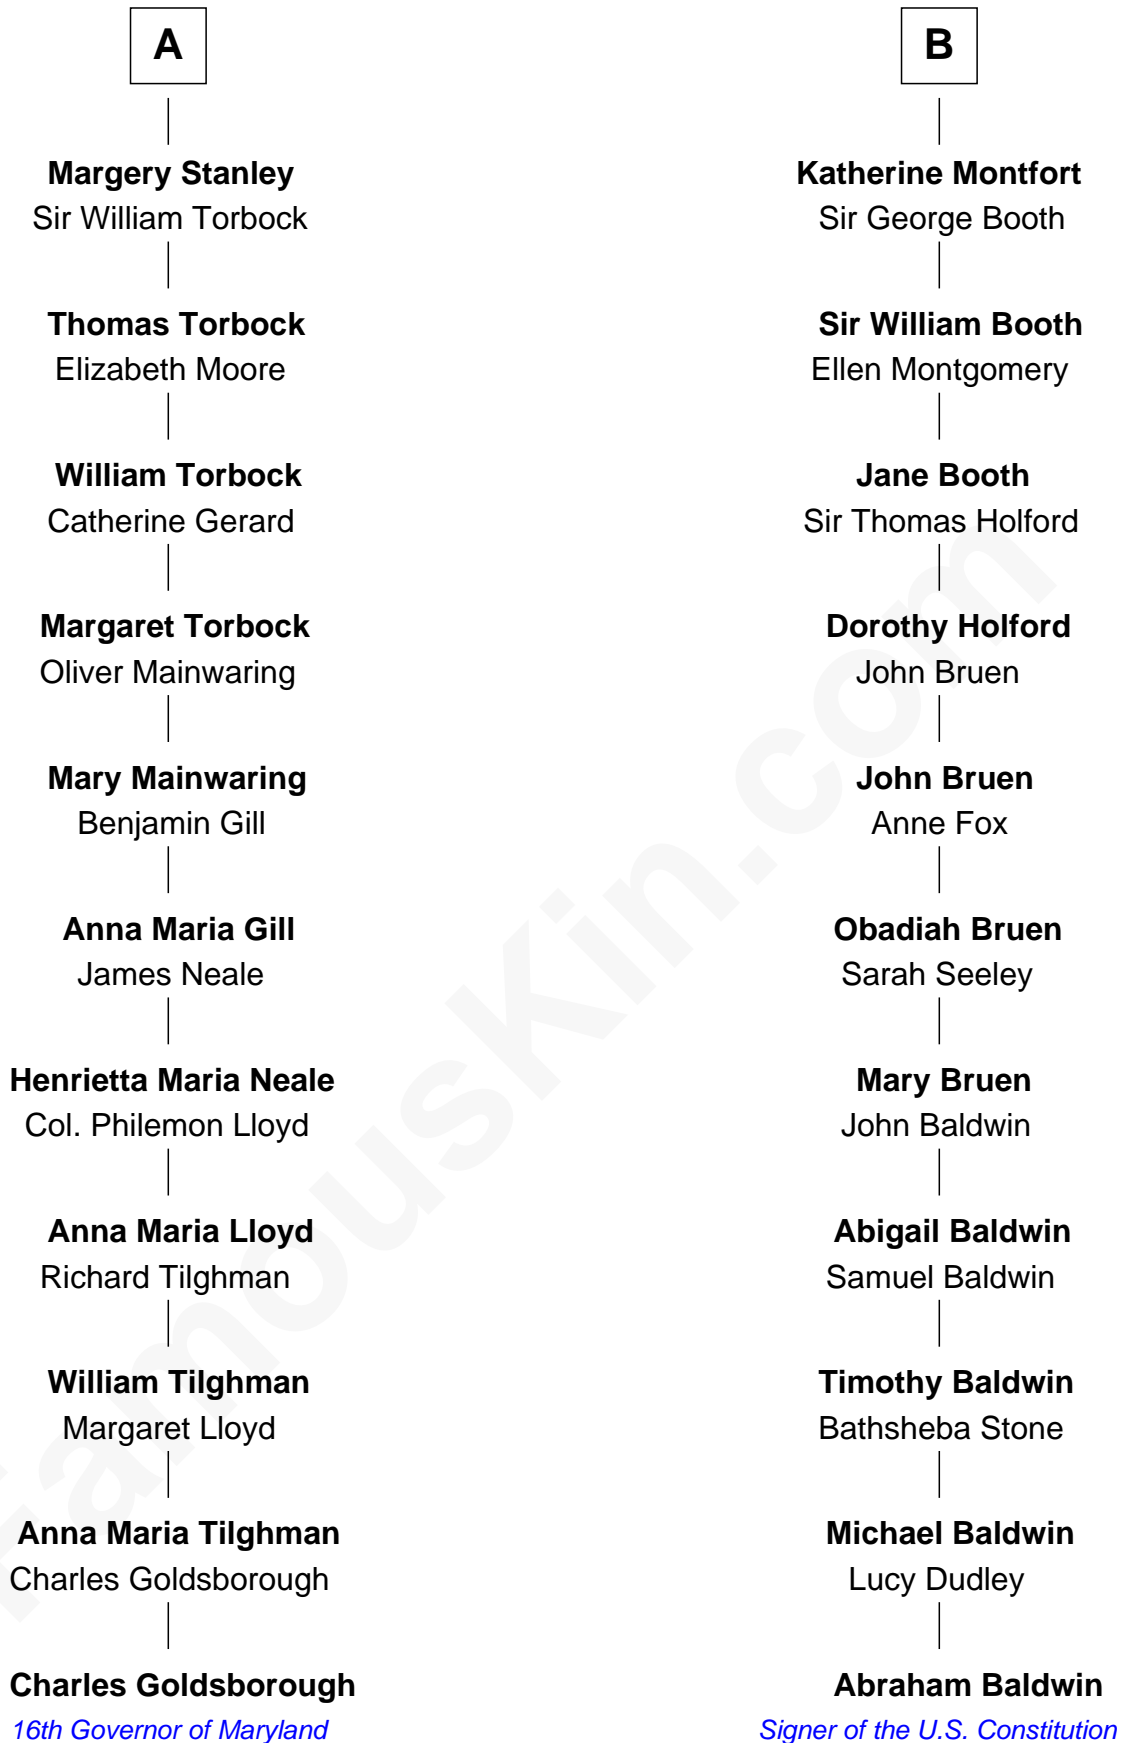 A
Margery Stanley
Sir William Torbock
Thomas Torbock
Elizabeth Moore
William Torbock
Catherine Gerard
Margaret Torbock
Oliver Mainwaring
Mary Mainwaring
Benjamin Gill
Anna Maria Gill
James Neale
Henrietta Maria Neale
Col. Philemon Lloyd
Anna Maria Lloyd
Richard Tilghman
William Tilghman
Margaret Lloyd
Anna Maria Tilghman
Charles Goldsborough
Charles Goldsborough
16th Governor of Maryland
B
Katherine Montfort
Sir George Booth
Sir William Booth
Ellen Montgomery
Jane Booth
Sir Thomas Holford
Dorothy Holford
John Bruen
John Bruen
Anne Fox
Obadiah Bruen
Sarah Seeley
Mary Bruen
John Baldwin
Abigail Baldwin
Samuel Baldwin
Timothy Baldwin
Bathsheba Stone
Michael Baldwin
Lucy Dudley
Abraham Baldwin
Signer of the U.S. Constitution
FamousKin.com